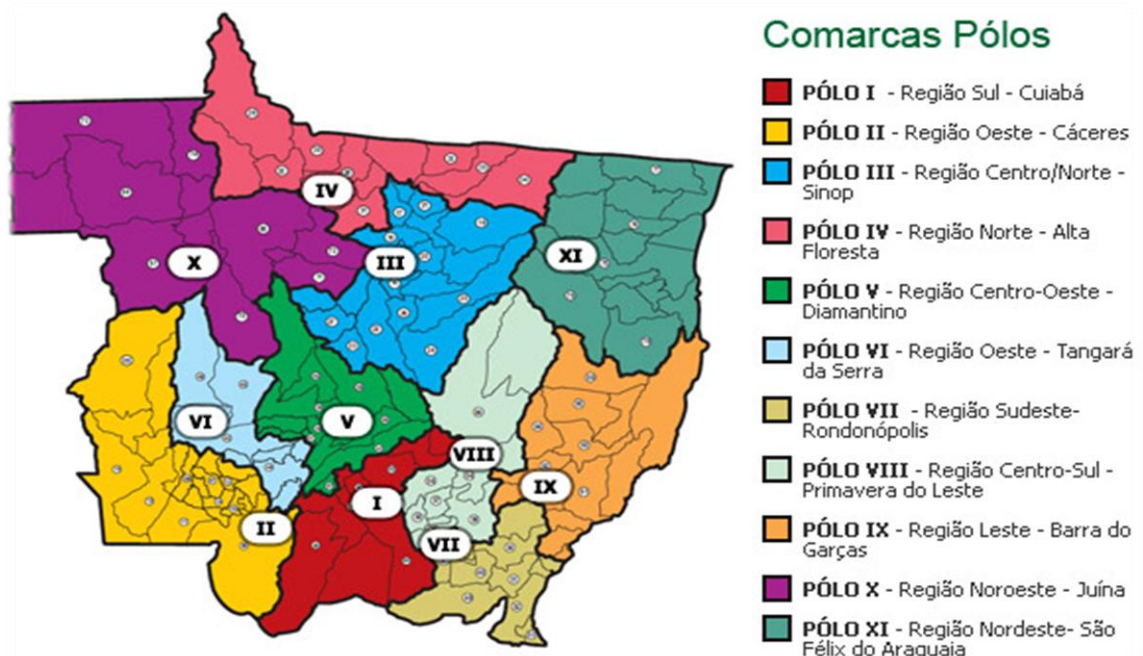 Comarcas Pólos
PÓLO I - Região Sul - Cuiabá
PÓLO II - Região Oeste - Cáceres
PÓLO III - Região Centro/Norte -
Sinop
PÓLO IV - Região Norte - Alta
Floresta
PÓLO V - Região Centro-Oeste -
Diamantino
PÓLO VI - Região Oeste - Tangará
da Serra
PÓLO VII - Região Sudeste-
Rondonópolis
PÓLO VIII - Região Centro-Sul -
Primavera do Leste
PÓLO IX - Região Leste - Barra do
Garças
PÓLO X - Região Noroeste - Juína
PÓLO XI - Região Nordeste- São
Félix do Araguaia
IV
X
III
XI
VI
V
VIII
IX
I
II
VII